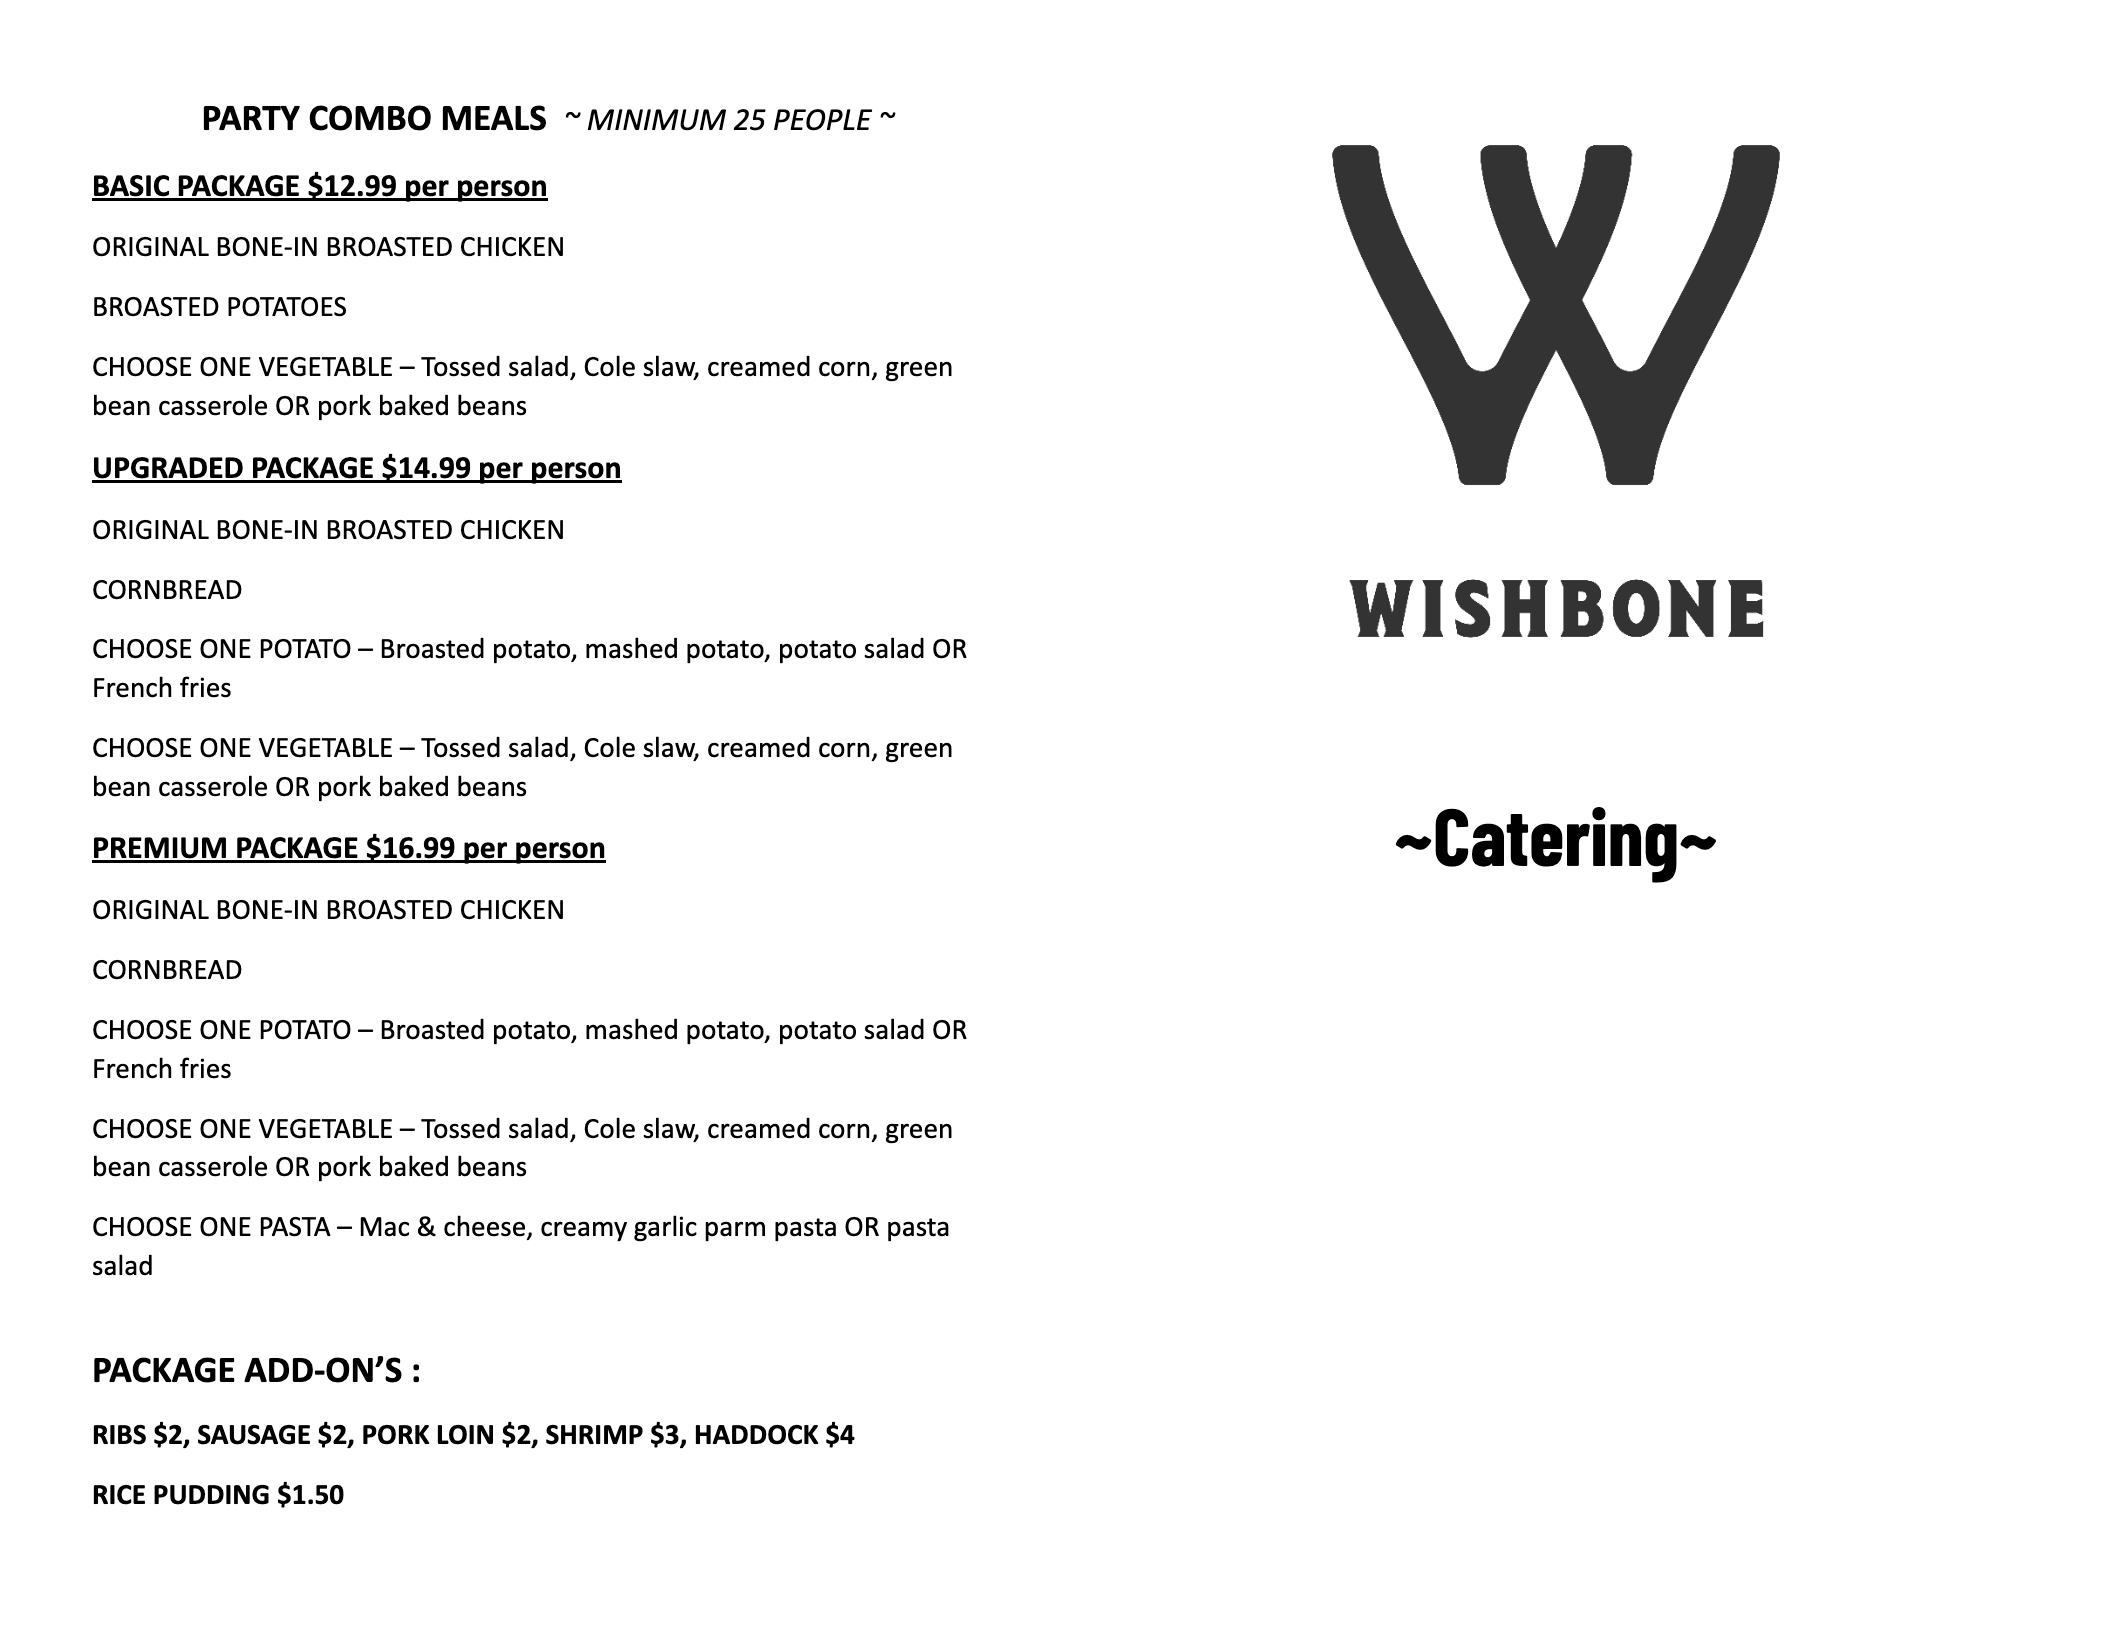 PARTY COMBO MEALS ~ MINIMUM 25 PEOPLE ~
BASIC PACKAGE $12.99 per person
ORIGINAL BONE-IN BROASTED CHICKEN
BROASTED POTATOES
CHOOSE ONE VEGETABLE – Tossed salad, Cole slaw, creamed corn, green
bean casserole OR pork baked beans
UPGRADED PACKAGE $14.99 per person
ORIGINAL BONE-IN BROASTED CHICKEN
CORNBREAD
CHOOSE ONE POTATO – Broasted potato, mashed potato, potato salad OR
French fries
CHOOSE ONE VEGETABLE – Tossed salad, Cole slaw, creamed corn, green
bean casserole OR pork baked beans
PREMIUM PACKAGE $16.99 per person
ORIGINAL BONE-IN BROASTED CHICKEN
CORNBREAD
CHOOSE ONE POTATO – Broasted potato, mashed potato, potato salad OR
French fries
CHOOSE ONE VEGETABLE – Tossed salad, Cole slaw, creamed corn, green
bean casserole OR pork baked beans
CHOOSE ONE PASTA – Mac & cheese, creamy garlic parm pasta OR pasta
salad
PACKAGE ADD-ON’S :
RIBS $2, SAUSAGE $2, PORK LOIN $2, SHRIMP $3, HADDOCK $4
RICE PUDDING $1.50
W
WISHBONE
~Catering~